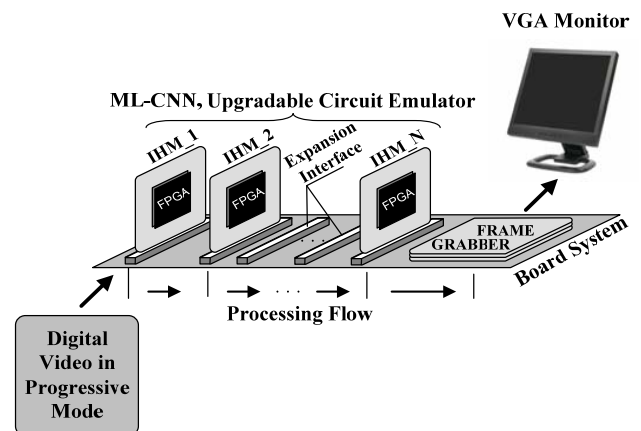 VGA Monitor
ML-CNN, Upgradable Circuit Emulator
IHM_1
IHM_2
Expansion
Interface
IHM_N
FPGA
FPGA
FPGA
. . .
FRAME
GRABBER
Board System
. . .
Processing Flow
Digital
Video in
Progressive
Mode